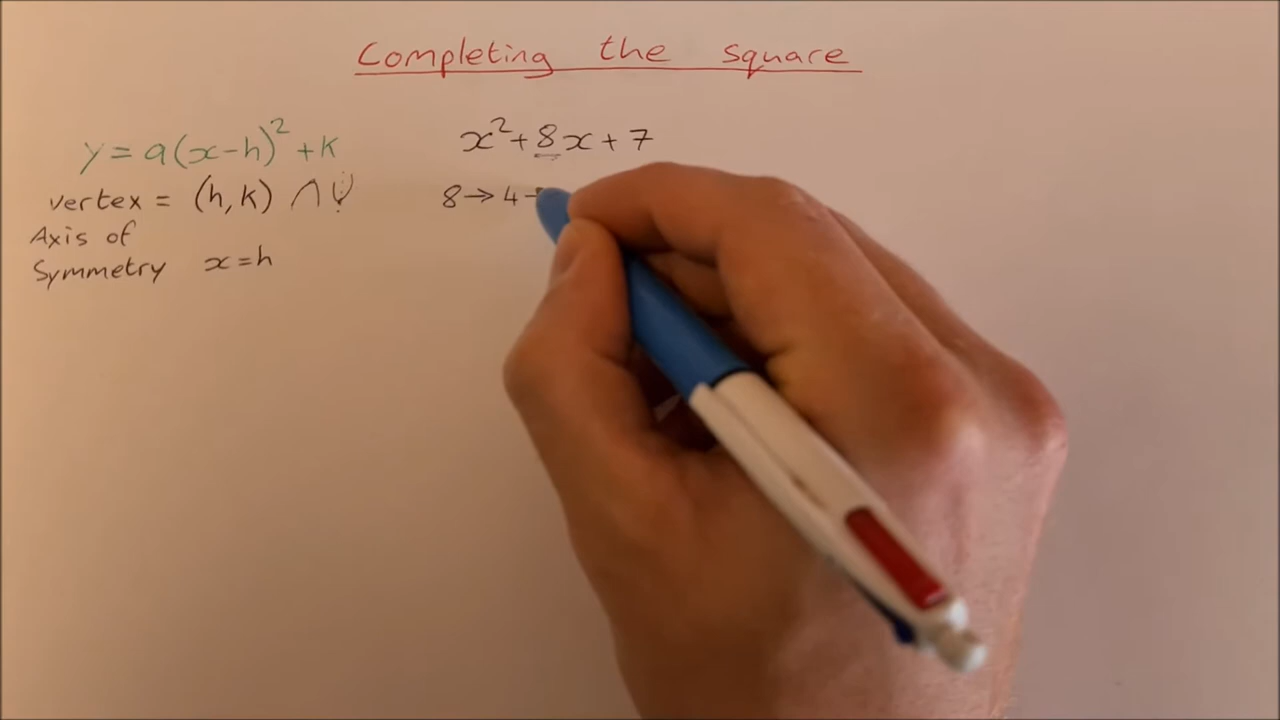 Completing the square
y = a(x-h)² + k
vertex = (h, k)
Axis of
Symmetry x = h
x² + 8x + 7
8 → 4